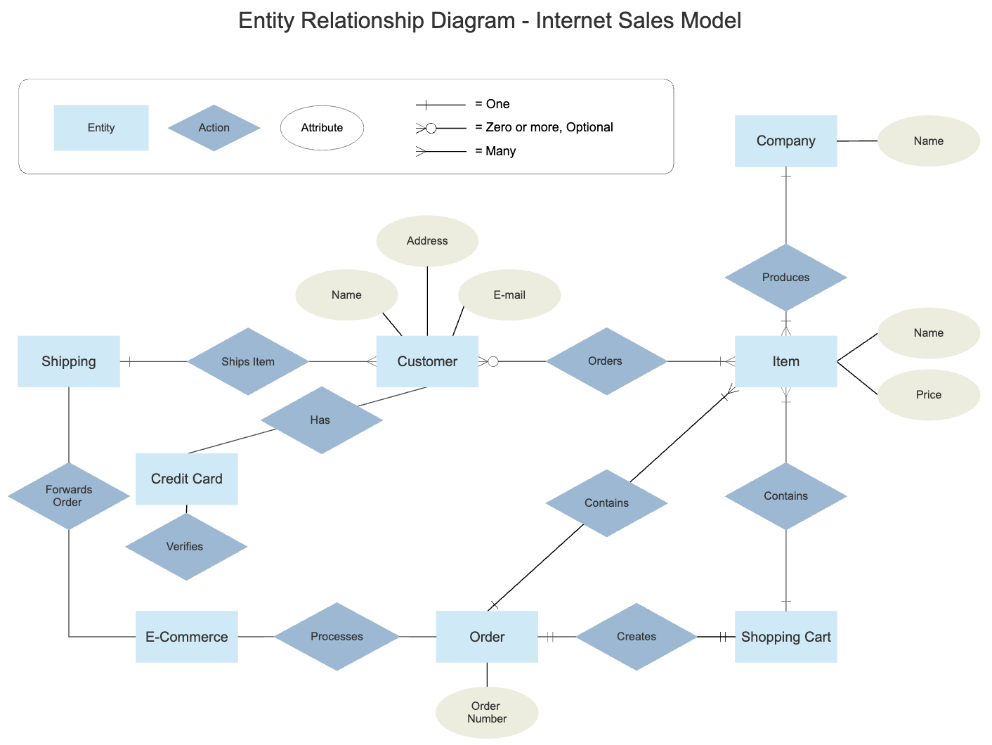 Entity Relationship Diagram - Internet Sales Model
Entity
Action
Attribute
= One
= Zero or more, Optional
= Many
Company
Name
Address
Produces
Name
E-mail
Name
Shipping
Ships Item
Customer
Orders
Item
Price
Has
Credit Card
Forwards
Order
Contains
Contains
Verifies
E-Commerce
Processes
Order
Creates
Shopping Cart
Order
Number